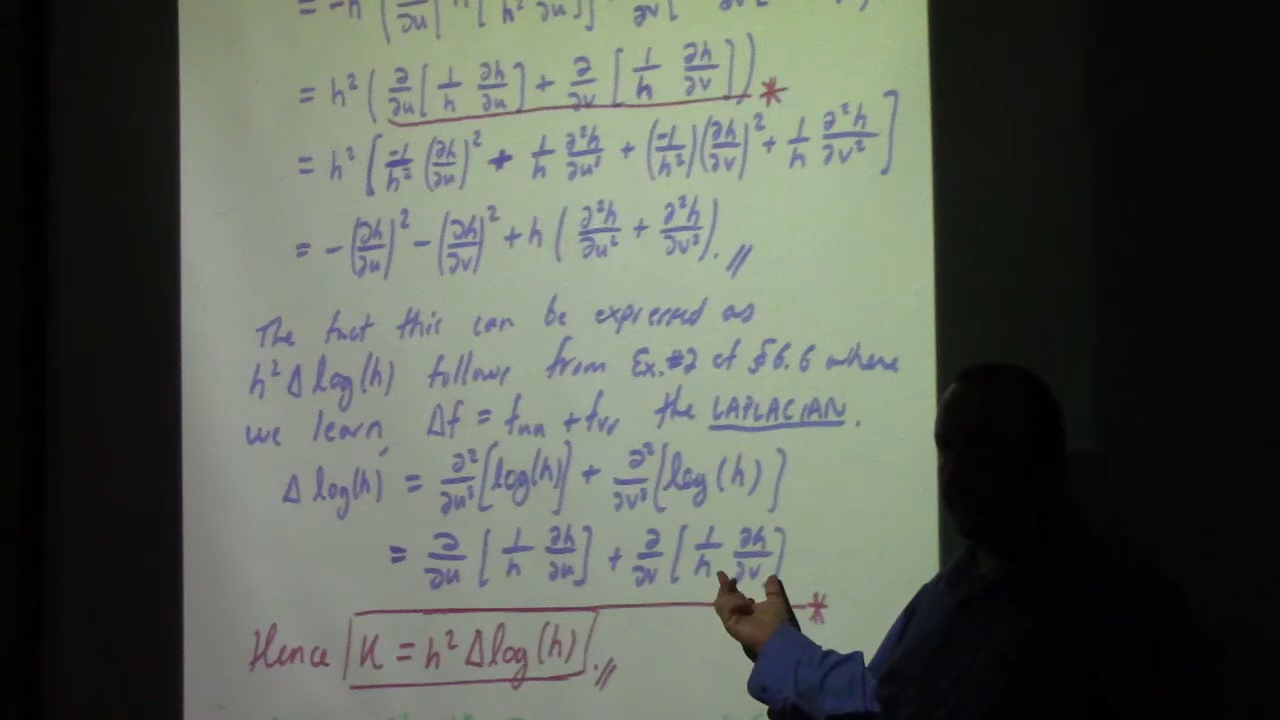 = h² ( ∂/∂u [ 1/h ∂h/∂u ] + ∂/∂v [ 1/h ∂h/∂v ] ) *
= h² [ -1/h² (∂h/∂u)² + 1/h ∂²h/∂u² + (-1/h²)(∂h/∂v)² + 1/h ∂²h/∂v² ]
= -(∂h/∂u)² - (∂h/∂v)² + h ( ∂²h/∂u² + ∂²h/∂v² ). //
The fact this can be expressed as
h² Δ log(h) follows from Ex.#2 of §6.6 where
we learn, Δf = fuu + fvv the LAPLACIAN.
Δ log(h) = ∂²/∂u² [log(h)] + ∂²/∂v² [log(h)]
= ∂/∂u [ 1/h ∂h/∂u ] + ∂/∂v [ 1/h ∂h/∂v ]
*
Hence K = h² Δ log(h). //